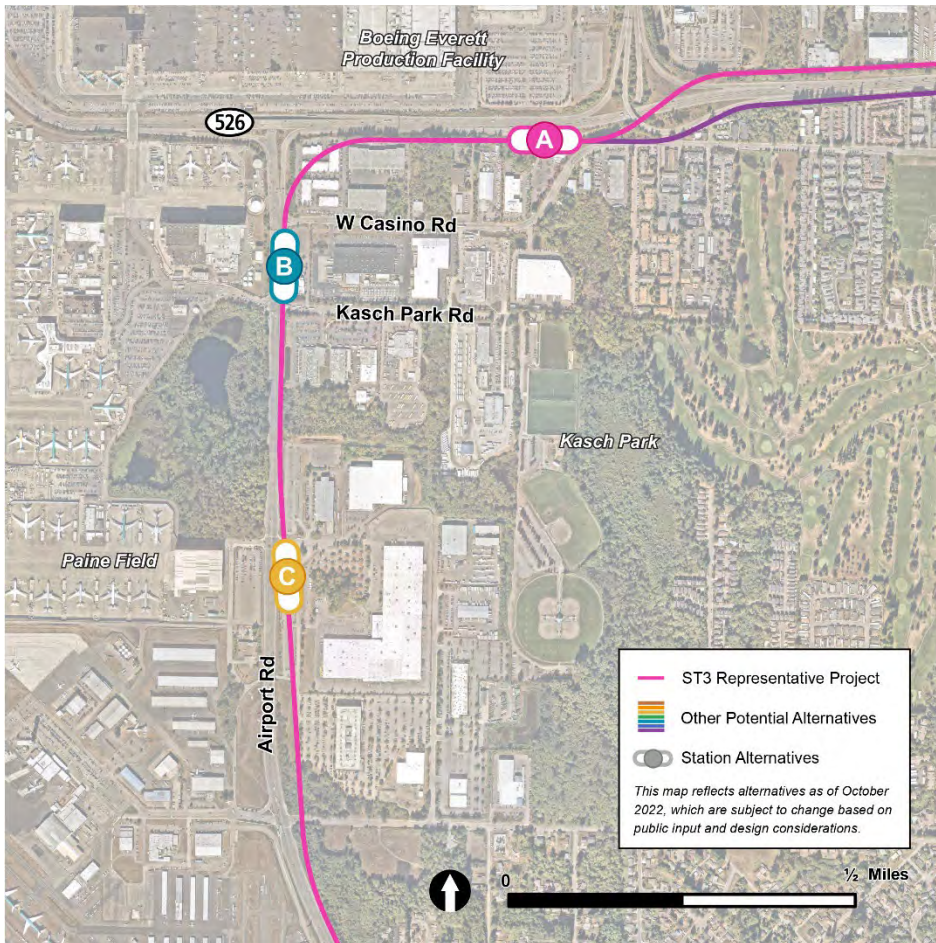 Boeing Everett
Production Facility
526
A
W Casino Rd
B
Kasch Park Rd
Kasch Park
Paine Field
C
Airport Rd
ST3 Representative Project
Other Potential Alternatives
Station Alternatives
This map reflects alternatives as of October
2022, which are subject to change based on
public input and design considerations.
0
½ Miles